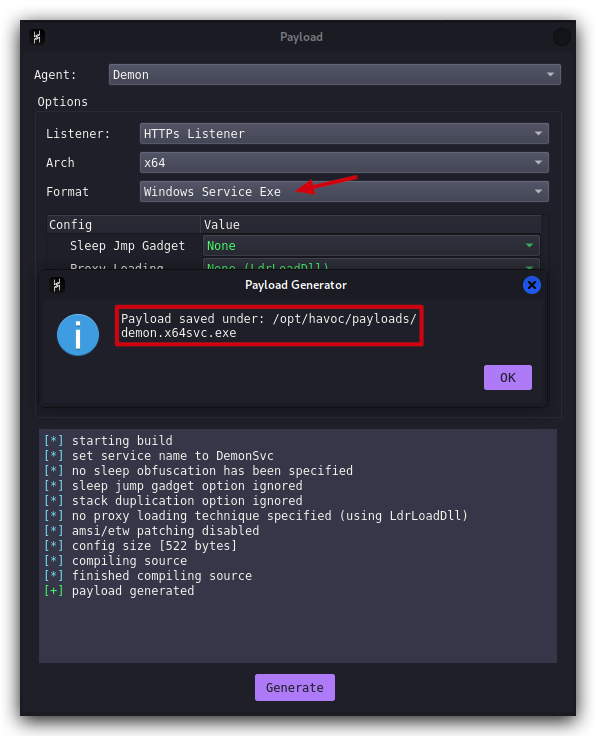 Payload
Agent: Demon
Options
Listener: HTTPs Listener
Arch x64
Format Windows Service Exe
Config Value
Sleep Jmp Gadget None
Proxy Loading None (LdrLoadDll)
Payload Generator
Payload saved under: /opt/havoc/payloads/
demon.x64svc.exe
OK
[*] starting build
[*] set service name to DemonSvc
[*] no sleep obfuscation has been specified
[*] sleep jump gadget option ignored
[*] stack duplication option ignored
[*] no proxy loading technique specified (using LdrLoadDll)
[*] amsi/etw patching disabled
[*] config size [522 bytes]
[*] compiling source
[*] finished compiling source
[+] payload generated
Generate